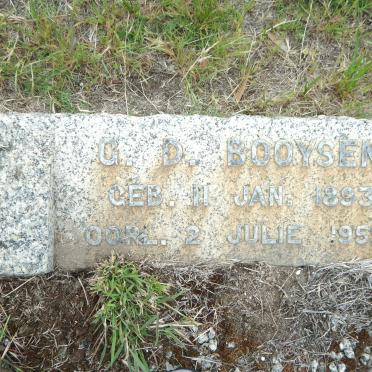 G. D. BOOYSEN
GEB. 11 JAN. 1893
OORL. 2 JULIE 195